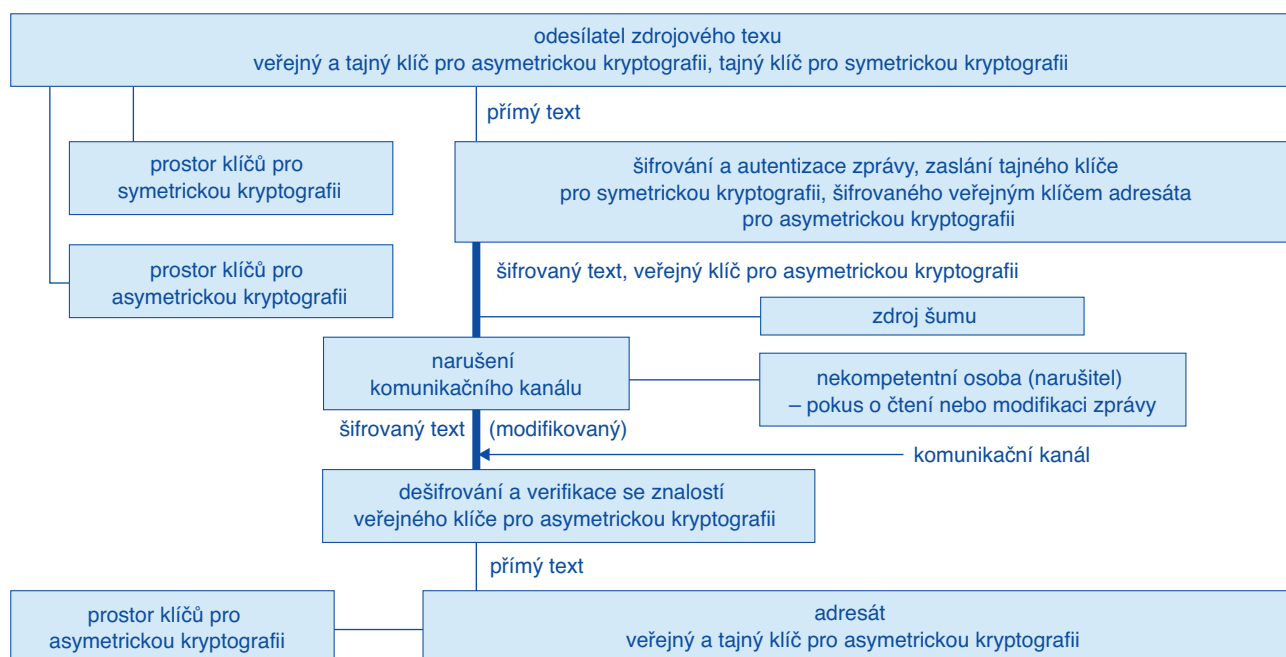 odesílatel zdrojového texu
veřejný a tajný klíč pro asymetrickou kryptografii, tajný klíč pro symetrickou kryptografii
přímý text
prostor klíčů pro
symetrickou kryptografii
šifrování a autentizace zprávy, zaslání tajného klíče
pro symetrickou kryptografii, šifrovaného veřejným klíčem adresáta
pro asymetrickou kryptografii
prostor klíčů pro
asymetrickou kryptografii
šifrovaný text, veřejný klíč pro asymetrickou kryptografii
zdroj šumu
narušení
komunikačního kanálu
nekompetentní osoba (narušitel)
– pokus o čtení nebo modifikaci zprávy
šifrovaný text (modifikovaný)
komunikační kanál
dešifrování a verifikace se znalostí
veřejného klíče pro asymetrickou kryptografii
přímý text
prostor klíčů pro
asymetrickou kryptografii
adresát
veřejný a tajný klíč pro asymetrickou kryptografii